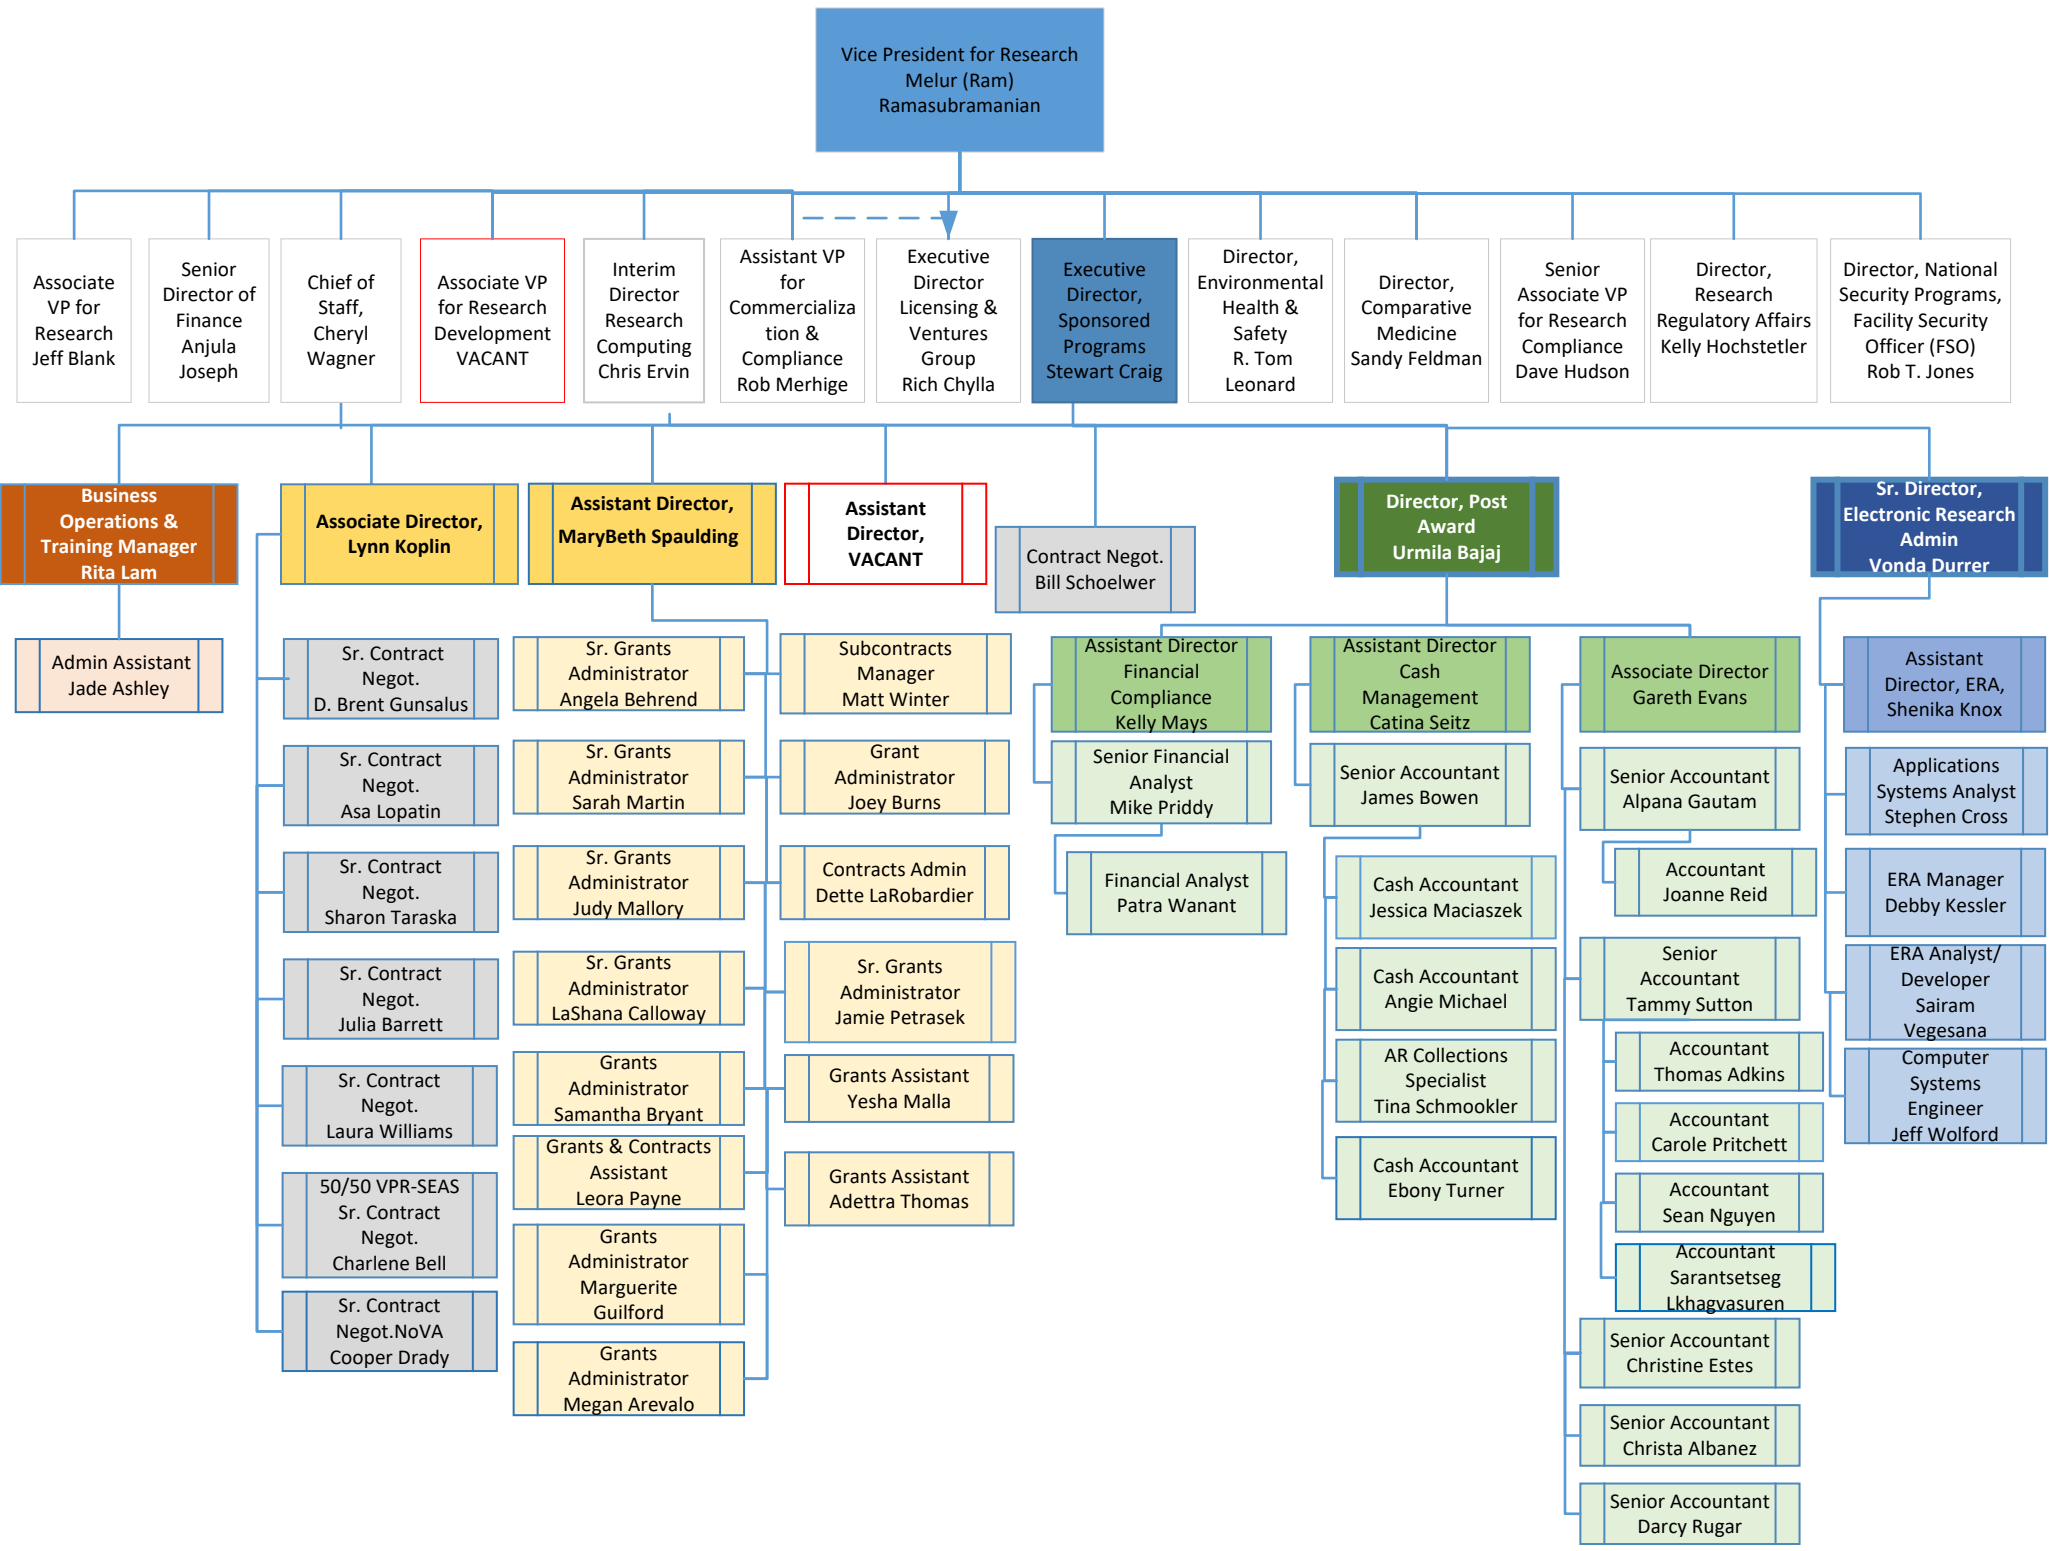 Vice President for Research
Melur (Ram)
Ramasubramanian
Associate
VP for
Research
Jeff Blank
Senior
Director of
Finance
Anjula
Joseph
Chief of
Staff,
Cheryl
Wagner
Associate VP
for Research
Development
VACANT
Interim
Director
Research
Computing
Chris Ervin
Assistant VP
for
Commercializa
tion &
Compliance
Rob Merhige
Executive
Director
Licensing &
Ventures
Group
Rich Chylla
Executive
Director,
Sponsored
Programs
Stewart Craig
Director,
Environmental
Health &
Safety
R. Tom
Leonard
Director,
Comparative
Medicine
Sandy Feldman
Senior
Associate VP
for Research
Compliance
Dave Hudson
Director,
Research
Regulatory Affairs
Kelly Hochstetler
Director, National
Security Programs,
Facility Security
Officer (FSO)
Rob T. Jones
Business
Operations &
Training Manager
Rita Lam
Associate Director,
Lynn Koplin
Assistant Director,
MaryBeth Spaulding
Assistant
Director,
VACANT
Contract Negot.
Bill Schoelwer
Director, Post
Award
Urmila Bajaj
Sr. Director,
Electronic Research
Admin
Vonda Durrer
Admin Assistant
Jade Ashley
Sr. Contract
Negot.
D. Brent Gunsalus
Sr. Contract
Negot.
Asa Lopatin
Sr. Contract
Negot.
Sharon Taraska
Sr. Contract
Negot.
Julia Barrett
Sr. Contract
Negot.
Laura Williams
50/50 VPR-SEAS
Sr. Contract
Negot.
Charlene Bell
Sr. Contract
Negot.NoVA
Cooper Drady
Sr. Grants
Administrator
Angela Behrend
Sr. Grants
Administrator
Sarah Martin
Sr. Grants
Administrator
Judy Mallory
Sr. Grants
Administrator
LaShana Calloway
Grants
Administrator
Samantha Bryant
Grants & Contracts
Assistant
Leora Payne
Grants
Administrator
Marguerite
Guilford
Grants
Administrator
Megan Arevalo
Subcontracts
Manager
Matt Winter
Grant
Administrator
Joey Burns
Contracts Admin
Dette LaRobardier
Sr. Grants
Administrator
Jamie Petrasek
Grants Assistant
Yesha Malla
Grants Assistant
Adettra Thomas
Assistant Director
Financial
Compliance
Kelly Mays
Senior Financial
Analyst
Mike Priddy
Financial Analyst
Patra Wanant
Assistant Director
Cash
Management
Catina Seitz
Senior Accountant
James Bowen
Cash Accountant
Jessica Maciaszek
Cash Accountant
Angie Michael
AR Collections
Specialist
Tina Schmookler
Cash Accountant
Ebony Turner
Associate Director
Gareth Evans
Senior Accountant
Alpana Gautam
Accountant
Joanne Reid
Senior
Accountant
Tammy Sutton
Accountant
Thomas Adkins
Accountant
Carole Pritchett
Accountant
Sean Nguyen
Accountant
Sarantsetseg
Lkhagvasuren
Senior Accountant
Christine Estes
Senior Accountant
Christa Albanez
Senior Accountant
Darcy Rugar
Assistant
Director, ERA,
Shenika Knox
Applications
Systems Analyst
Stephen Cross
ERA Manager
Debby Kessler
ERA Analyst/
Developer
Sairam
Vegesana
Computer
Systems
Engineer
Jeff Wolford